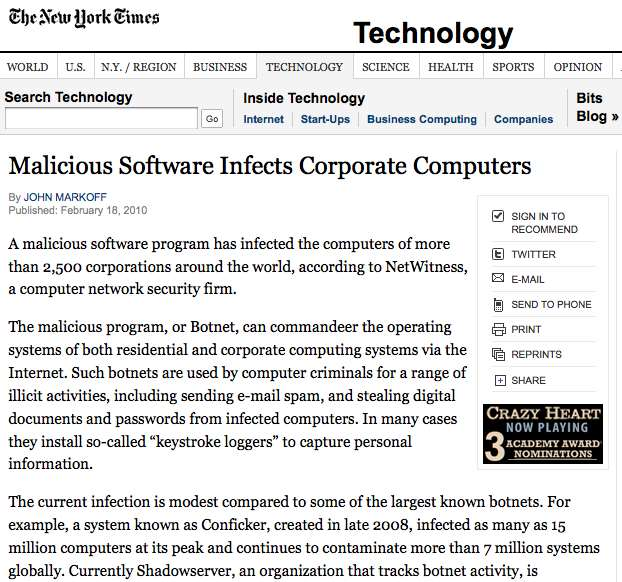 The New York Times
Technology
WORLD U.S. N.Y. / REGION BUSINESS TECHNOLOGY SCIENCE HEALTH SPORTS OPINION
Search Technology
Go
Inside Technology
Internet Start-Ups Business Computing Companies
Bits
Blog »
Malicious Software Infects Corporate Computers
By JOHN MARKOFF
Published: February 18, 2010
A malicious software program has infected the computers of more
than 2,500 corporations around the world, according to NetWitness,
a computer network security firm.
The malicious program, or Botnet, can commandeer the operating
systems of both residential and corporate computing systems via the
Internet. Such botnets are used by computer criminals for a range of
illicit activities, including sending e-mail spam, and stealing digital
documents and passwords from infected computers. In many cases
they install so-called “keystroke loggers” to capture personal
information.
SIGN IN TO
RECOMMEND
TWITTER
E-MAIL
SEND TO PHONE
PRINT
REPRINTS
SHARE
CRAZY HEART
NOW PLAYING
3 ACADEMY AWARD
NOMINATIONS
The current infection is modest compared to some of the largest known botnets. For
example, a system known as Conficker, created in late 2008, infected as many as 15
million computers at its peak and continues to contaminate more than 7 million systems
globally. Currently Shadowserver, an organization that tracks botnet activity, is